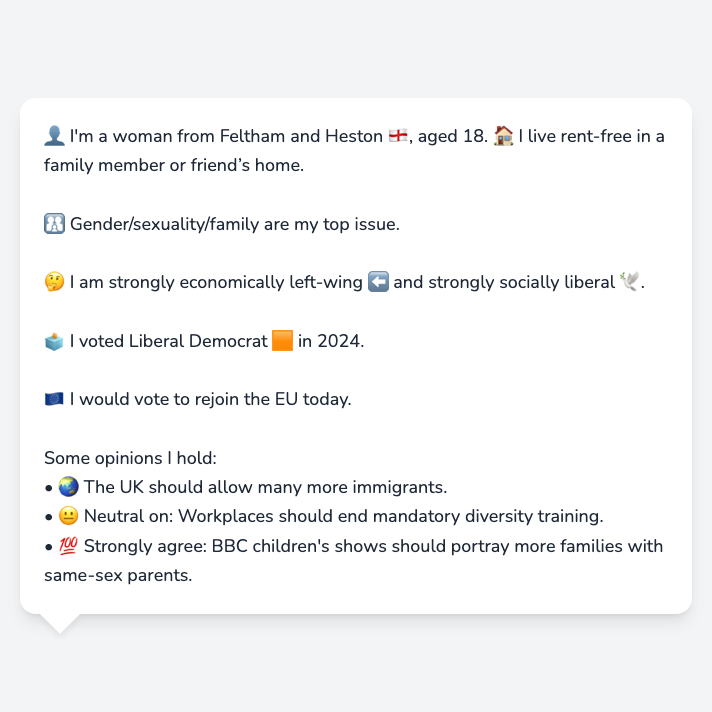 👤 I'm a woman from Feltham and Heston 🏴󠁧󠁢󠁥󠁮󠁧󠁿, aged 18. 🏠 I live rent-free in a
family member or friend’s home.
🚻 Gender/sexuality/family are my top issue.
🤔 I am strongly economically left-wing ⬅️ and strongly socially liberal 🕊️.
🗳️ I voted Liberal Democrat 🟧 in 2024.
🇪🇺 I would vote to rejoin the EU today.
Some opinions I hold:
• 🌏 The UK should allow many more immigrants.
• 😐 Neutral on: Workplaces should end mandatory diversity training.
• 💯 Strongly agree: BBC children's shows should portray more families with
same-sex parents.